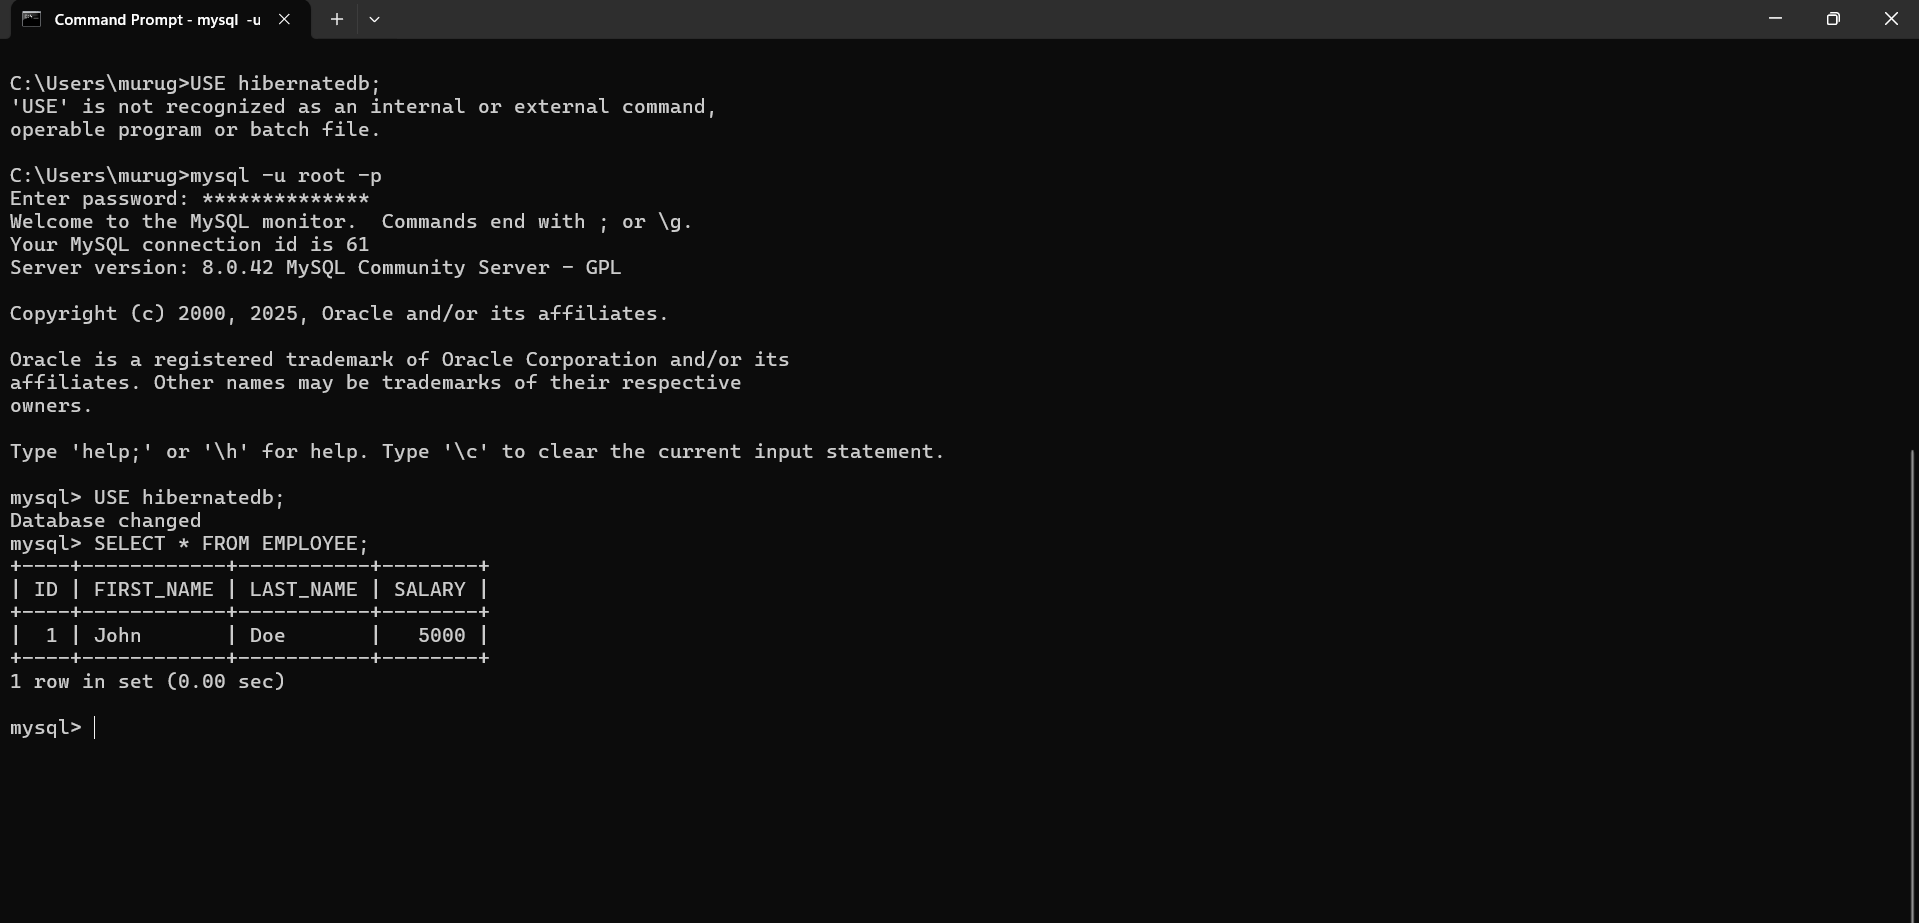 Command Prompt - mysql -u
C:\Users\murug>USE hibernatedb;
'USE' is not recognized as an internal or external command,
operable program or batch file.
C:\Users\murug>mysql -u root -p
Enter password: **************
Welcome to the MySQL monitor.  Commands end with ; or \g.
Your MySQL connection id is 61
Server version: 8.0.42 MySQL Community Server - GPL
Copyright (c) 2000, 2025, Oracle and/or its affiliates.
Oracle is a registered trademark of Oracle Corporation and/or its
affiliates. Other names may be trademarks of their respective
owners.
Type 'help;' or '\h' for help. Type '\c' to clear the current input statement.
mysql> USE hibernatedb;
Database changed
mysql> SELECT * FROM EMPLOYEE;
+----+------------+-----------+--------+
| ID | FIRST_NAME | LAST_NAME | SALARY |
+----+------------+-----------+--------+
|  1 | John       | Doe       |   5000 |
+----+------------+-----------+--------+
1 row in set (0.00 sec)
mysql>